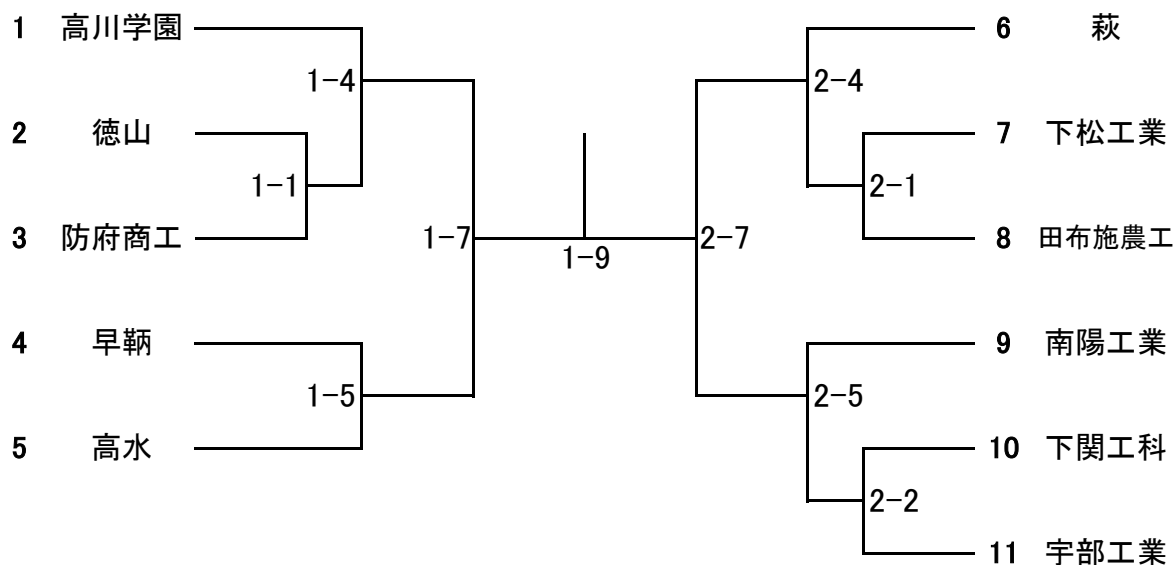 1 高川学園
1-4
2 徳山
1-1
3 防府商工
1-7
4 早鞆
1-5
5 高水
1-9
6 萩
2-4
7 下松工業
2-1
8 田布施農工
2-7
9 南陽工業
2-5
10 下関工科
2-2
11 宇部工業